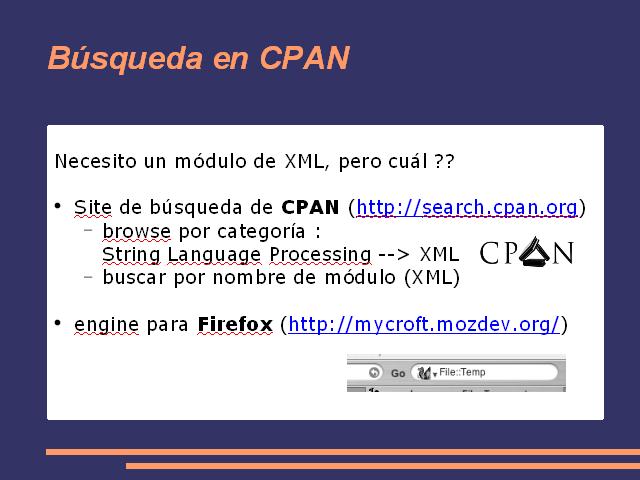 Búsqueda en CPAN
Necesito un módulo de XML, pero cuál ??
• Site de búsqueda de CPAN (http://search.cpan.org)
– browse por categoría :
String Language Processing --> XML
– buscar por nombre de módulo (XML)
CPAN
• engine para Firefox (http://mycroft.mozdev.org/)
Go File::Temp